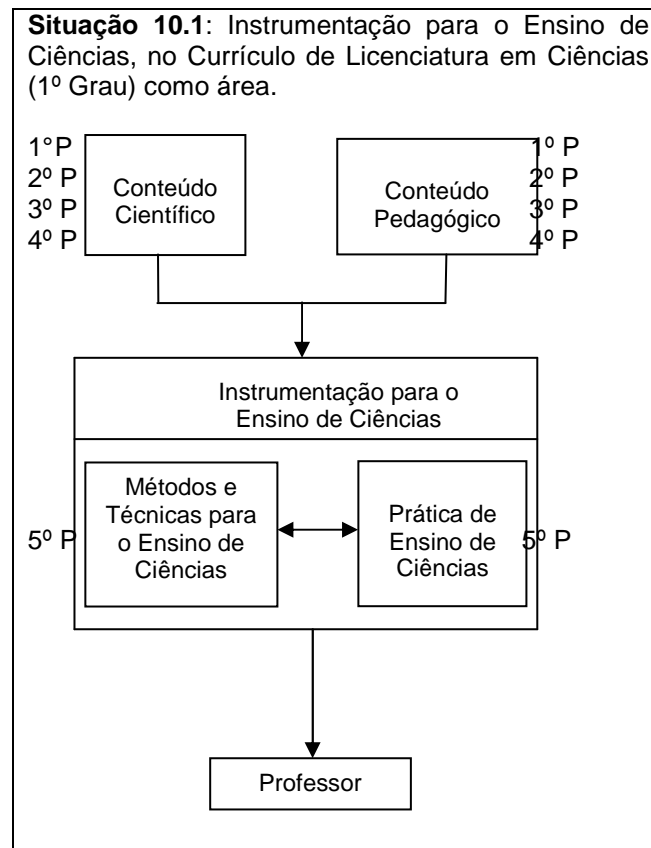 Situação 10.1: Instrumentação para o Ensino de
Ciências, no Currículo de Licenciatura em Ciências
(1º Grau) como área.
1°P
2º P
3º P
4º P
Conteúdo
Científico
Conteúdo
Pedagógico
1º P
2º P
3º P
4º P
Instrumentação para o
Ensino de Ciências
5º P
Métodos e
Técnicas para
o Ensino de
Ciências
Prática de
Ensino de
Ciências
5º P
Professor